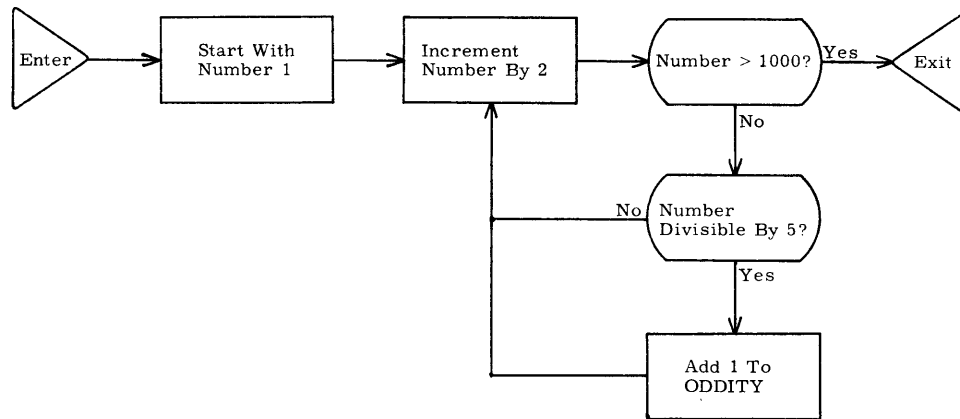 Enter
Start With
Number 1
Increment
Number By 2
Number > 1000?
Yes
Exit
No
Number
Divisible By 5?
No
Yes
Add 1 To
ODDITY